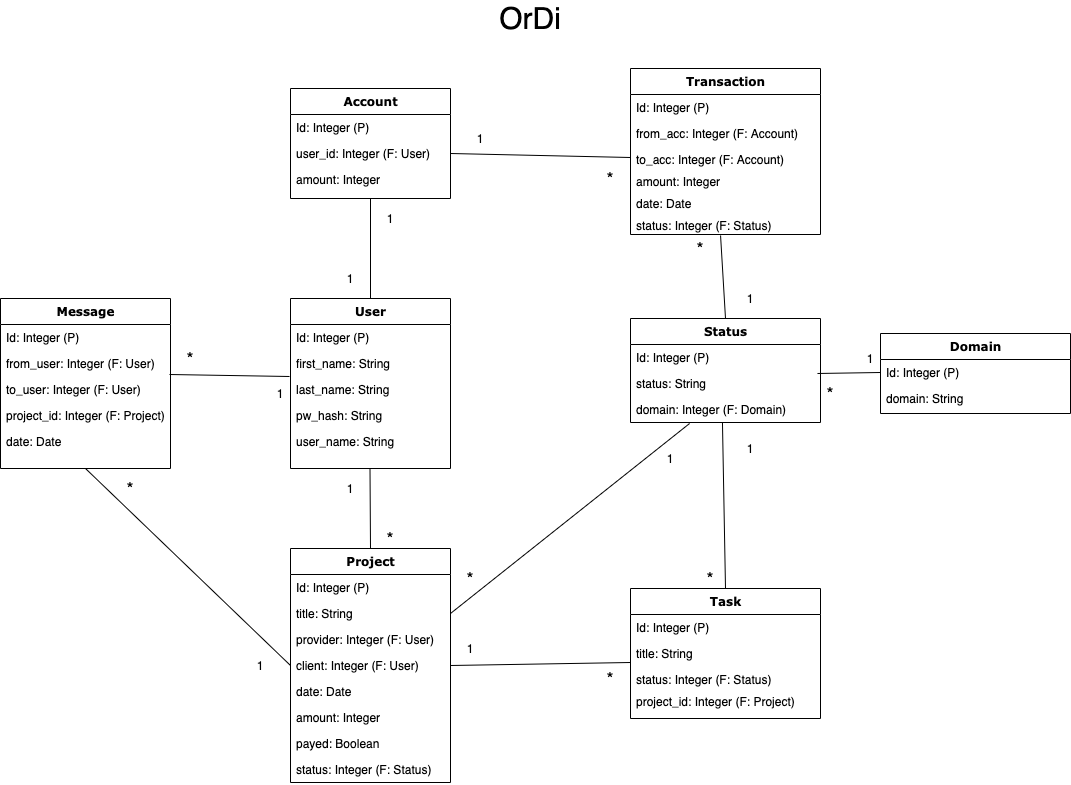 OrDi
Account
Id: Integer (P)
user_id: Integer (F: User)
amount: Integer
Transaction
Id: Integer (P)
from_acc: Integer (F: Account)
to_acc: Integer (F: Account)
amount: Integer
date: Date
status: Integer (F: Status)
1
*
1
1
*
1
Message
Id: Integer (P)
from_user: Integer (F: User)
to_user: Integer (F: User)
project_id: Integer (F: Project)
date: Date
*
1
User
Id: Integer (P)
first_name: String
last_name: String
pw_hash: String
user_name: String
Status
Id: Integer (P)
status: String
domain: Integer (F: Domain)
1
*
Domain
Id: Integer (P)
domain: String
*
1
1
*
1
*
1
*
Project
Id: Integer (P)
title: String
provider: Integer (F: User)
client: Integer (F: User)
date: Date
amount: Integer
payed: Boolean
status: Integer (F: Status)
1
*
Task
Id: Integer (P)
title: String
status: Integer (F: Status)
project_id: Integer (F: Project)